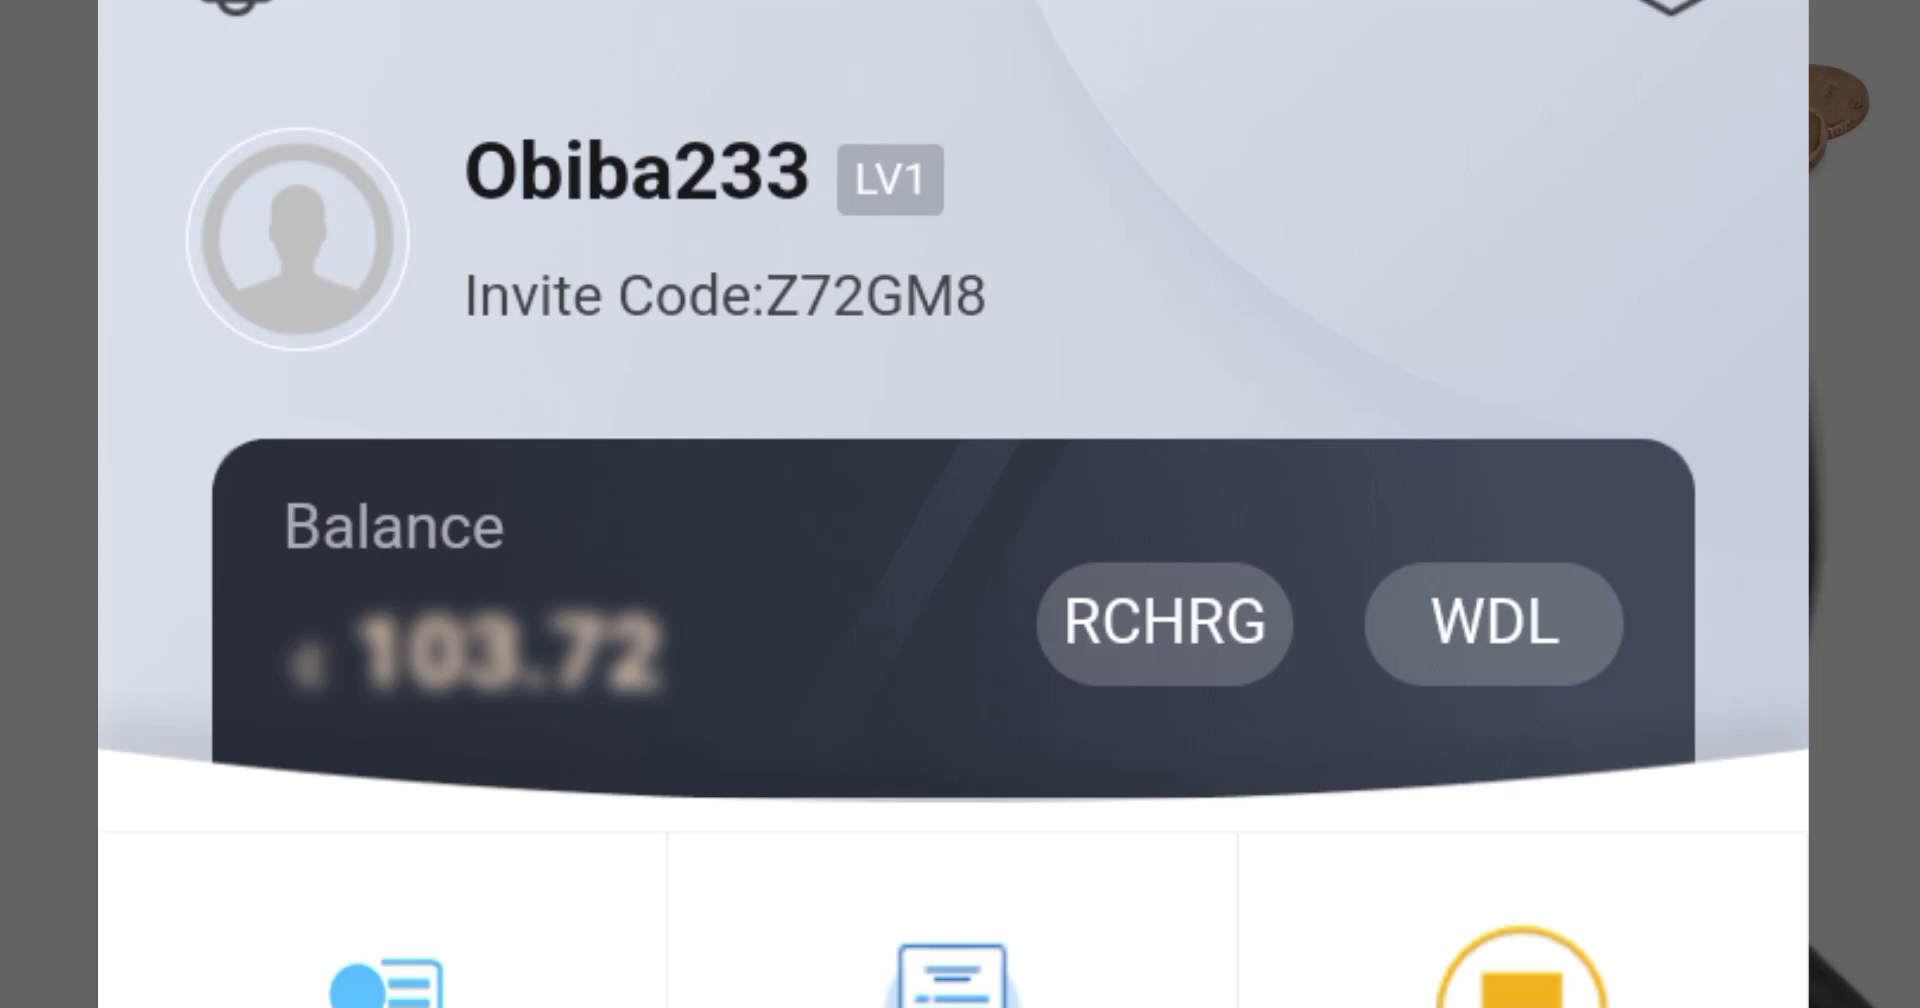 Obiba233 LV1
Invite Code:Z72GM8
Balance
103.72
RCHRG WDL